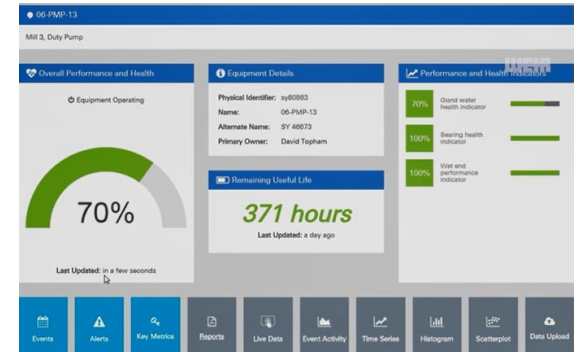 06-PMP-13
Mill 3, Duty Pump
Overall Performance and Health
Equipment Operating
70%
Last Updated: in a few seconds
Equipment Details
Physical Identifier: sy60983
Name: 06-PMP-13
Alternate Name: SY 46673
Primary Owner: David Topham
Remaining Useful Life
371 hours
Last Updated: a day ago
Performance and Health Indicators
70% Gland water
health indicator
100% Bearing health
indicator
100% Wet end
performance
indicator
Events
Alerts
Key Metrics
Reports
Live Data
Event Activity
Time Series
Histogram
Scatterplot
Data Upload